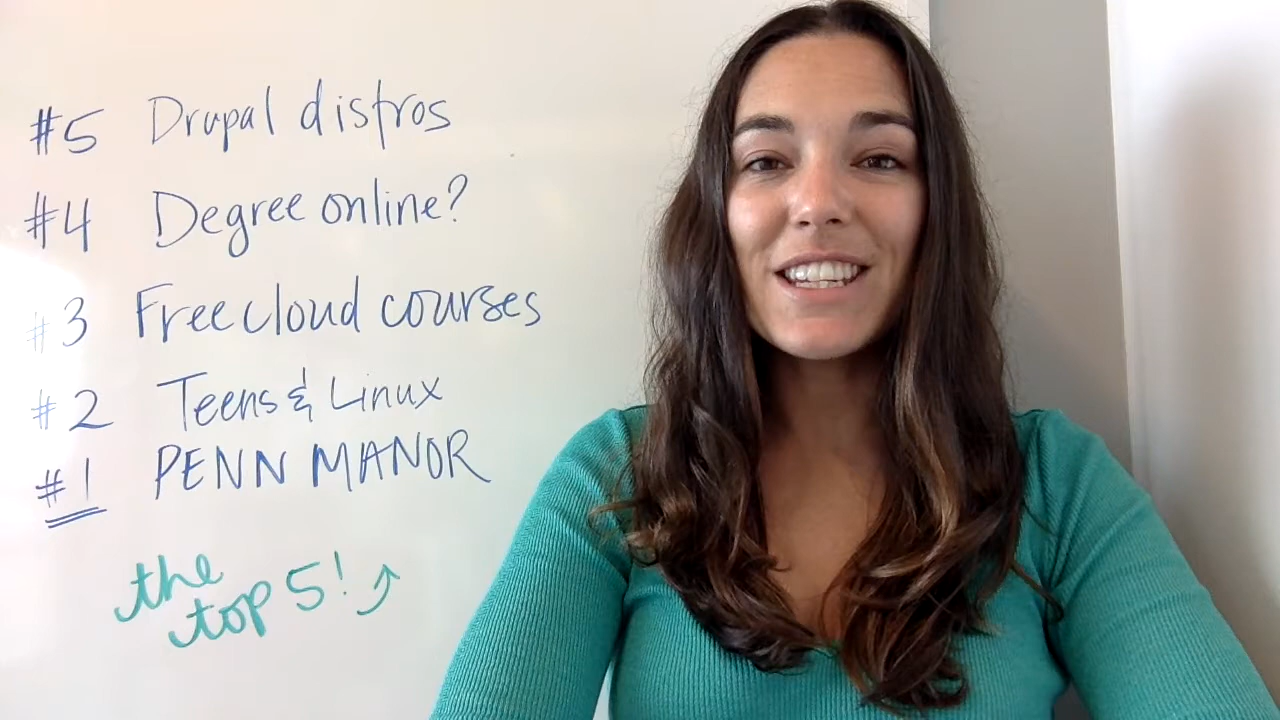 #5 Drupal distros
#4 Degree online?
#3 Free cloud courses
#2 Teens & Linux
#1 PENN MANOR
the
top 5!